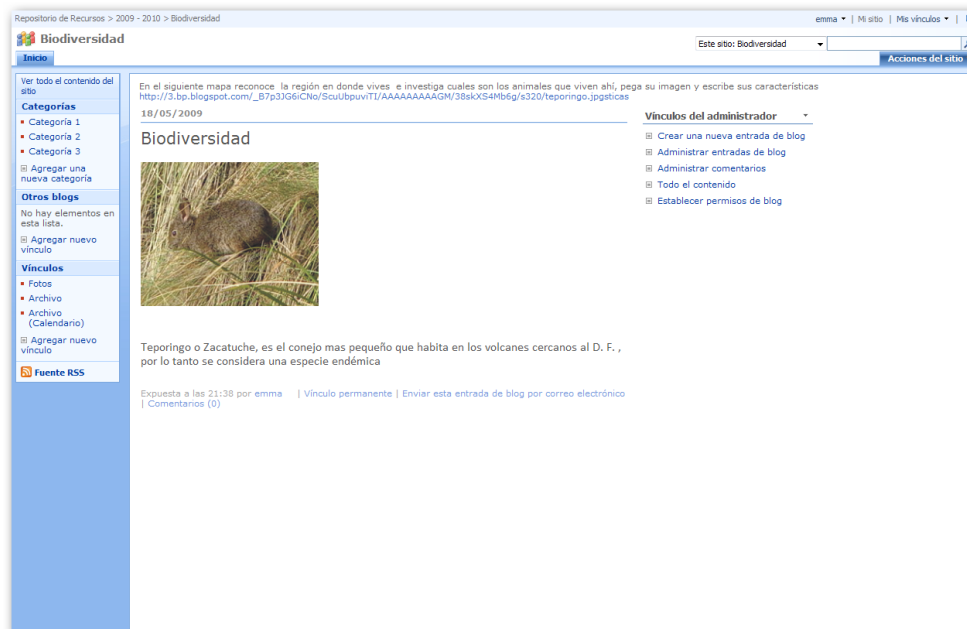 Repositorio de Recursos > 2009 - 2010 > Biodiversidad
emma | Mi sitio | Mis vínculos |
Biodiversidad
Este sitio: Biodiversidad
Inicio
Acciones del sitio
Ver todo el contenido del
sitio
Categorías
Categoría 1
Categoría 2
Categoría 3
Agregar una
nueva categoría
Otros blogs
No hay elementos en
esta lista.
Agregar nuevo
vínculo
Vínculos
Fotos
Archivo
Archivo
(Calendario)
Agregar nuevo
vínculo
Fuente RSS
En el siguiente mapa reconoce la región en donde vives e investiga cuales son los animales que viven ahí, pega su imagen y escribe sus características
http://3.bp.blogspot.com/_B7p3JG6iCNo/ScuUbpuviTI/AAAAAAAAAGM/38skXS4Mb6g/s320/teporingo.jpgsticas
18/05/2009
Biodiversidad
Teporingo o Zacatuche, es el conejo mas pequeño que habita en los volcanes cercanos al D. F. ,
por lo tanto se considera una especie endémica
Expuesta a las 21:38 por emma | Vínculo permanente | Enviar esta entrada de blog por correo electrónico
| Comentarios (0)
Vínculos del administrador
Crear una nueva entrada de blog
Administrar entradas de blog
Administrar comentarios
Todo el contenido
Establecer permisos de blog